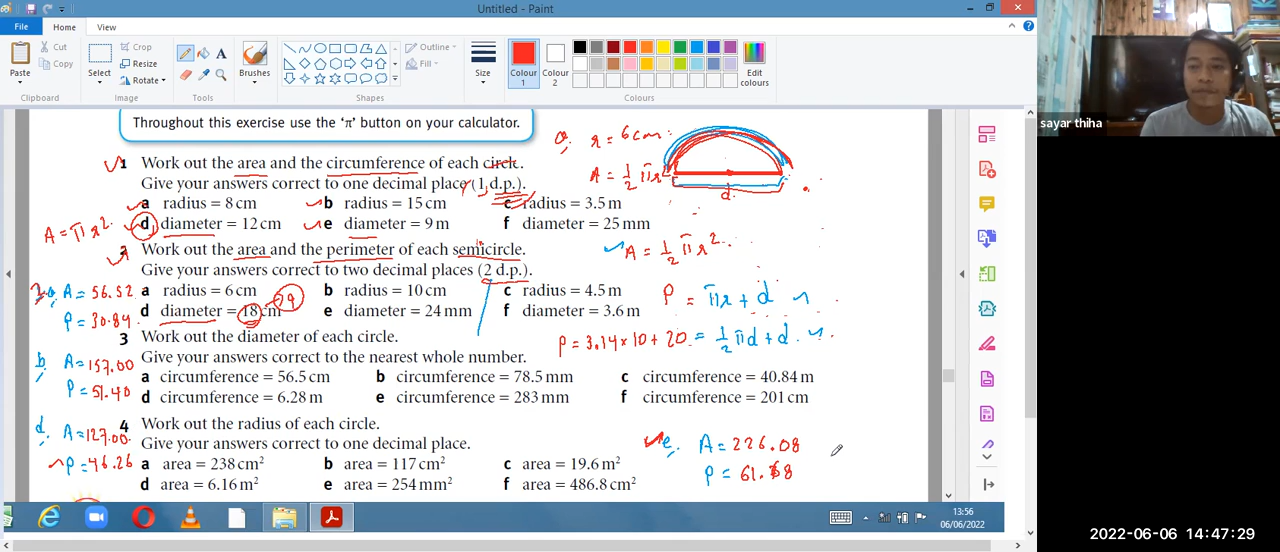 Untitled - Paint
File
Home
View
Paste
Cut
Copy
Clipboard
Select
Crop
Resize
Rotate
Image
Tools
Brushes
Shapes
Outline
Fill
Size
Colour 1
Colour 2
Edit colours
Colours
sayar thiha
Throughout this exercise use the 'π' button on your calculator.
1 Work out the area and the circumference of each circle.
Give your answers correct to one decimal place (1 d.p.).
a radius = 8 cm b radius = 15 cm c radius = 3.5 m
d diameter = 12 cm e diameter = 9 m f diameter = 25 mm
2 Work out the area and the perimeter of each semicircle.
Give your answers correct to two decimal places (2 d.p.).
a radius = 6 cm b radius = 10 cm c radius = 4.5 m
d diameter = 18 cm e diameter = 24 mm f diameter = 3.6 m
3 Work out the diameter of each circle.
Give your answers correct to the nearest whole number.
a circumference = 56.5 cm b circumference = 78.5 mm c circumference = 40.84 m
d circumference = 6.28 m e circumference = 283 mm f circumference = 201 cm
4 Work out the radius of each circle.
Give your answers correct to one decimal place.
a area = 238 cm² b area = 117 cm² c area = 19.6 m²
d area = 6.16 m² e area = 254 mm² f area = 486.8 cm²
A = πr²
9
A = 56.52
P = 30.84
b. A = 157.00
P = 51.40
d. A = 127.00
P = 46.26
a. r = 6 cm
A = ½ πr²
d
A = ½ πr²
P = πr + d
P = 3.14 × 10 + 20 = ½ πd + d
e. A = 226.08
P = 61.68
13:56
06/06/2022
2022-06-06 14:47:29